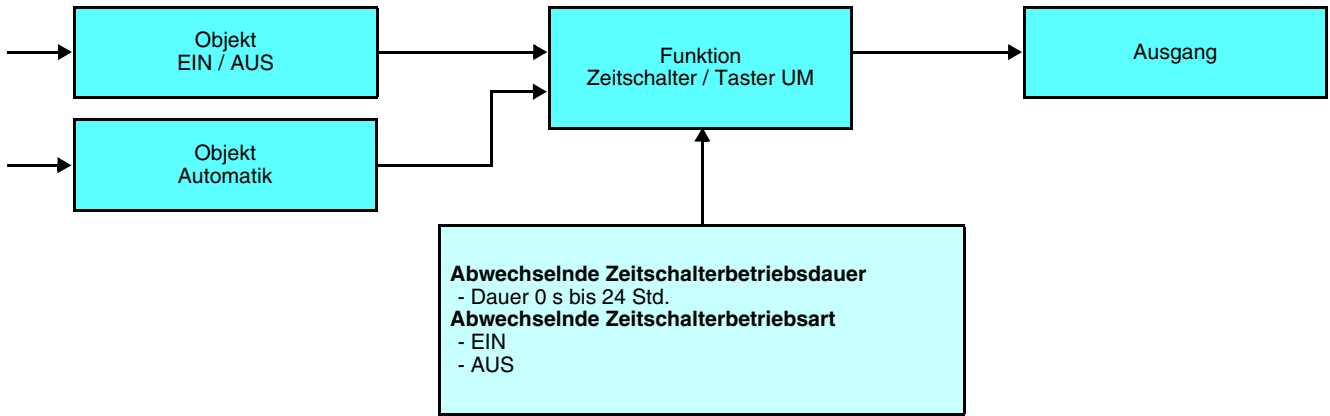 Objekt
EIN / AUS
Funktion
Zeitschalter / Taster UM
Ausgang
Objekt
Automatik
Abwechselnde Zeitschalterbetriebsdauer
- Dauer 0 s bis 24 Std.
Abwechselnde Zeitschalterbetriebsart
- EIN
- AUS